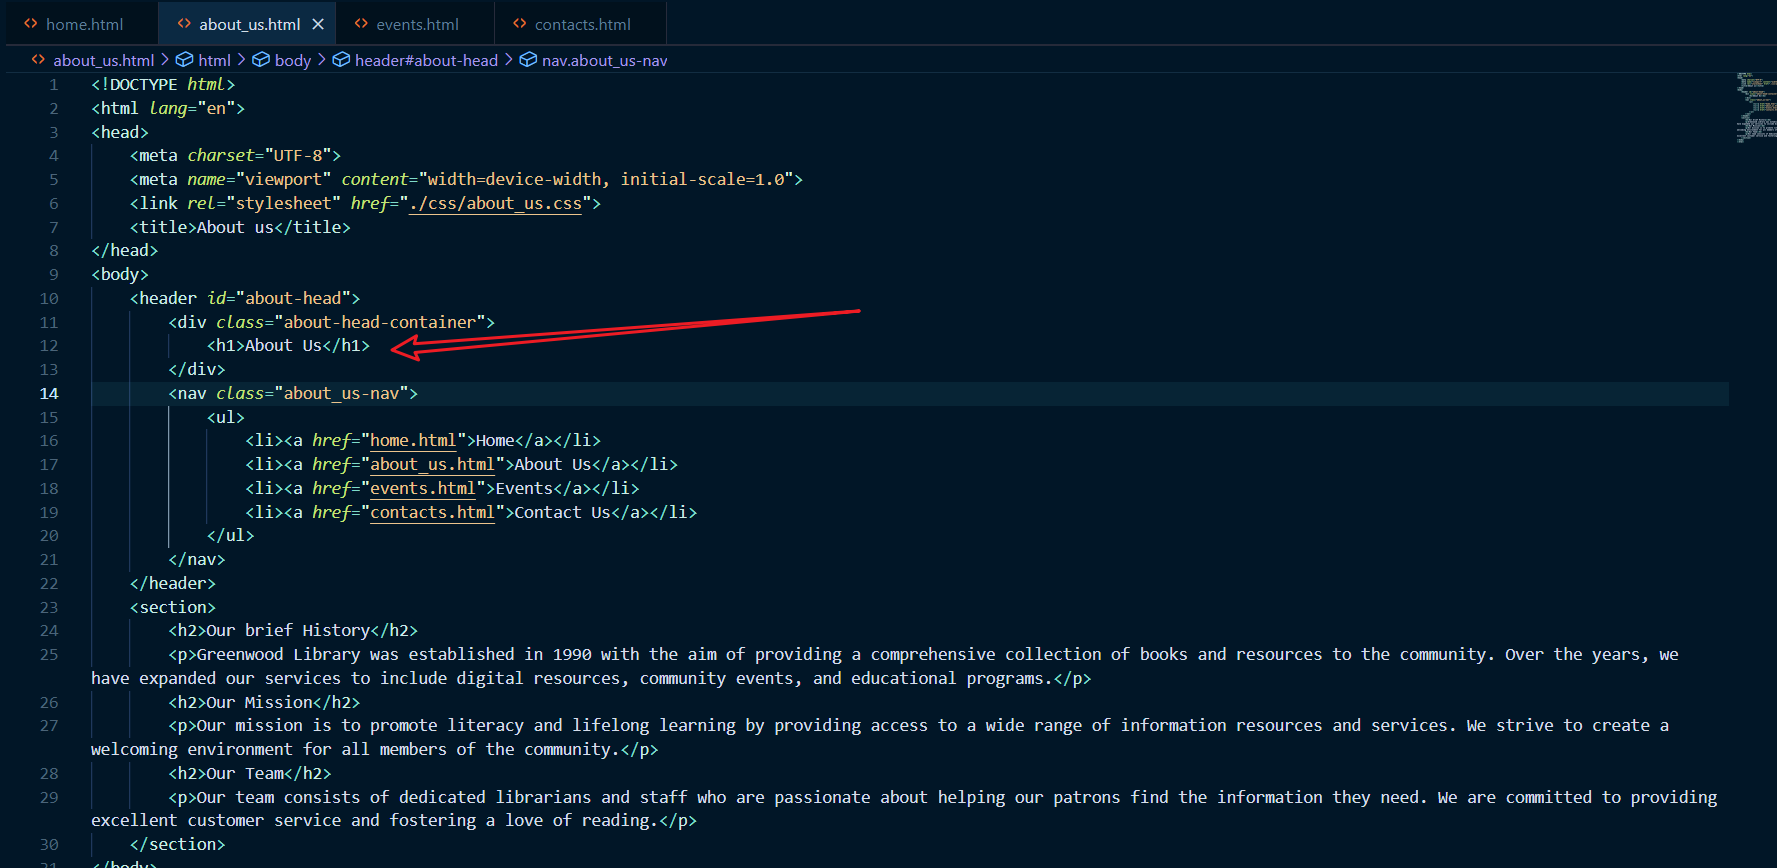 home.html about_us.html events.html contacts.html
about_us.html > html > body > header#about-head > nav.about_us-nav
1 <!DOCTYPE html>
2 <html lang="en">
3 <head>
4 <meta charset="UTF-8">
5 <meta name="viewport" content="width=device-width, initial-scale=1.0">
6 <link rel="stylesheet" href="./css/about_us.css">
7 <title>About us</title>
8 </head>
9 <body>
10 <header id="about-head">
11 <div class="about-head-container">
12 <h1>About Us</h1>
13 </div>
14 <nav class="about_us-nav">
15 <ul>
16 <li><a href="home.html">Home</a></li>
17 <li><a href="about_us.html">About Us</a></li>
18 <li><a href="events.html">Events</a></li>
19 <li><a href="contacts.html">Contact Us</a></li>
20 </ul>
21 </nav>
22 </header>
23 <section>
24 <h2>Our brief History</h2>
25 <p>Greenwood Library was established in 1990 with the aim of providing a comprehensive collection of books and resources to the community. Over the years, we
have expanded our services to include digital resources, community events, and educational programs.</p>
26 <h2>Our Mission</h2>
27 <p>Our mission is to promote literacy and lifelong learning by providing access to a wide range of information resources and services. We strive to create a
welcoming environment for all members of the community.</p>
28 <h2>Our Team</h2>
29 <p>Our team consists of dedicated librarians and staff who are passionate about helping our patrons find the information they need. We are committed to providing
excellent customer service and fostering a love of reading.</p>
30 </section>
31 </body>